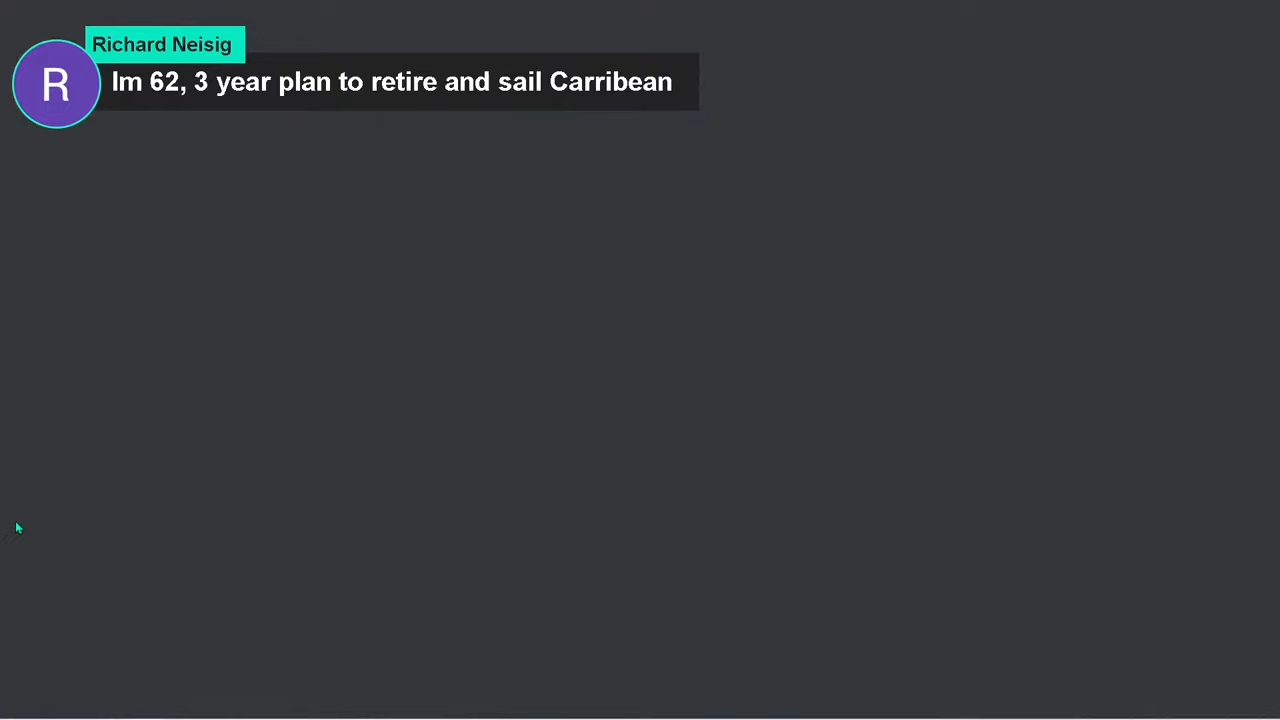 Richard Neisig
R
Im 62, 3 year plan to retire and sail Carribean